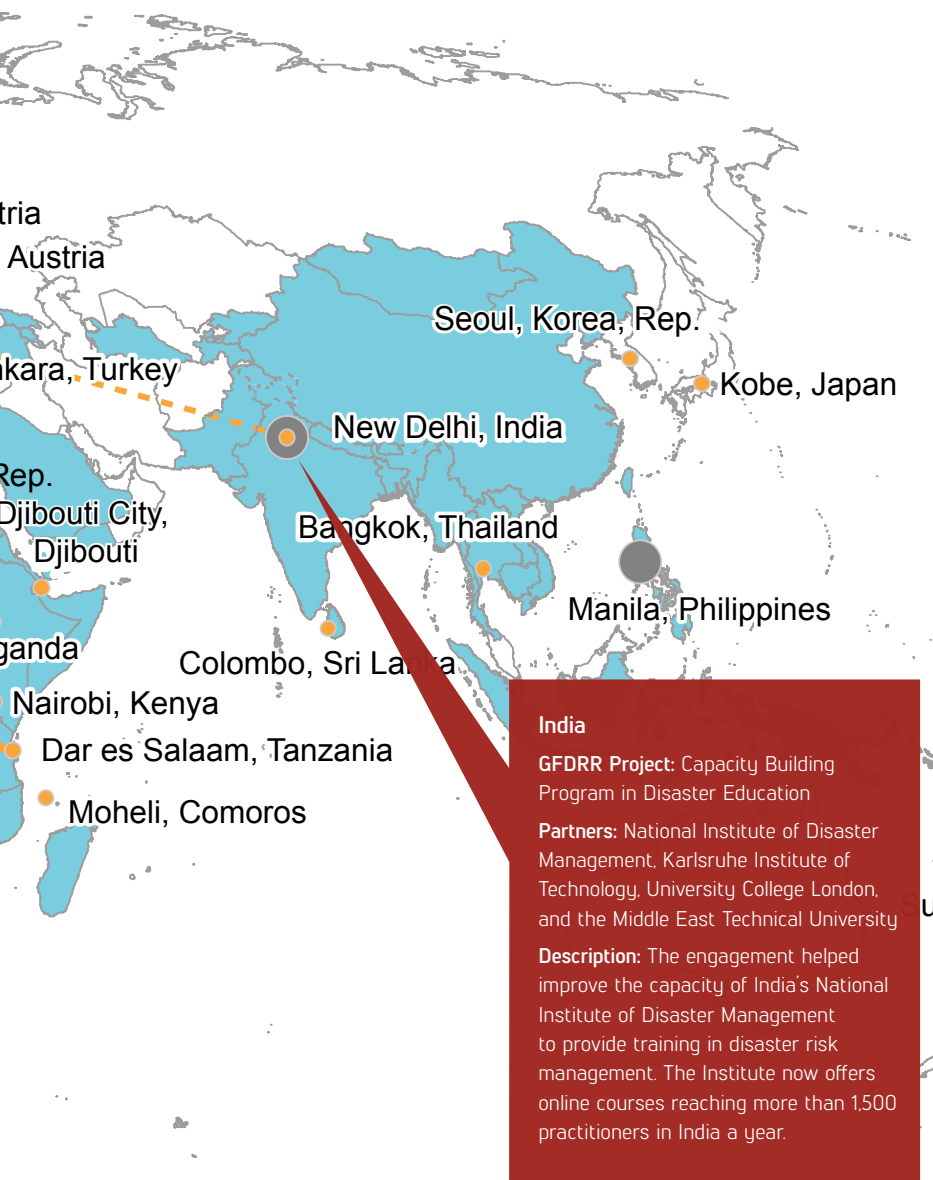 tria
Austria
Seoul, Korea, Rep.
nkara, Turkey
Kobe, Japan
New Delhi, India
Rep.
Djibouti City,
Djibouti
Bangkok, Thailand
Manila, Philippines
ganda
Colombo, Sri Lanka
Nairobi, Kenya
Dar es Salaam, Tanzania
Moheli, Comoros
India
GFDRR Project: Capacity Building
Program in Disaster Education
Partners: National Institute of Disaster
Management, Karlsruhe Institute of
Technology, University College London,
and the Middle East Technical University
Su
Description: The engagement helped
improve the capacity of India's National
Institute of Disaster Management
to provide training in disaster risk
management. The Institute now offers
online courses reaching more than 1,500
practitioners in India a year.